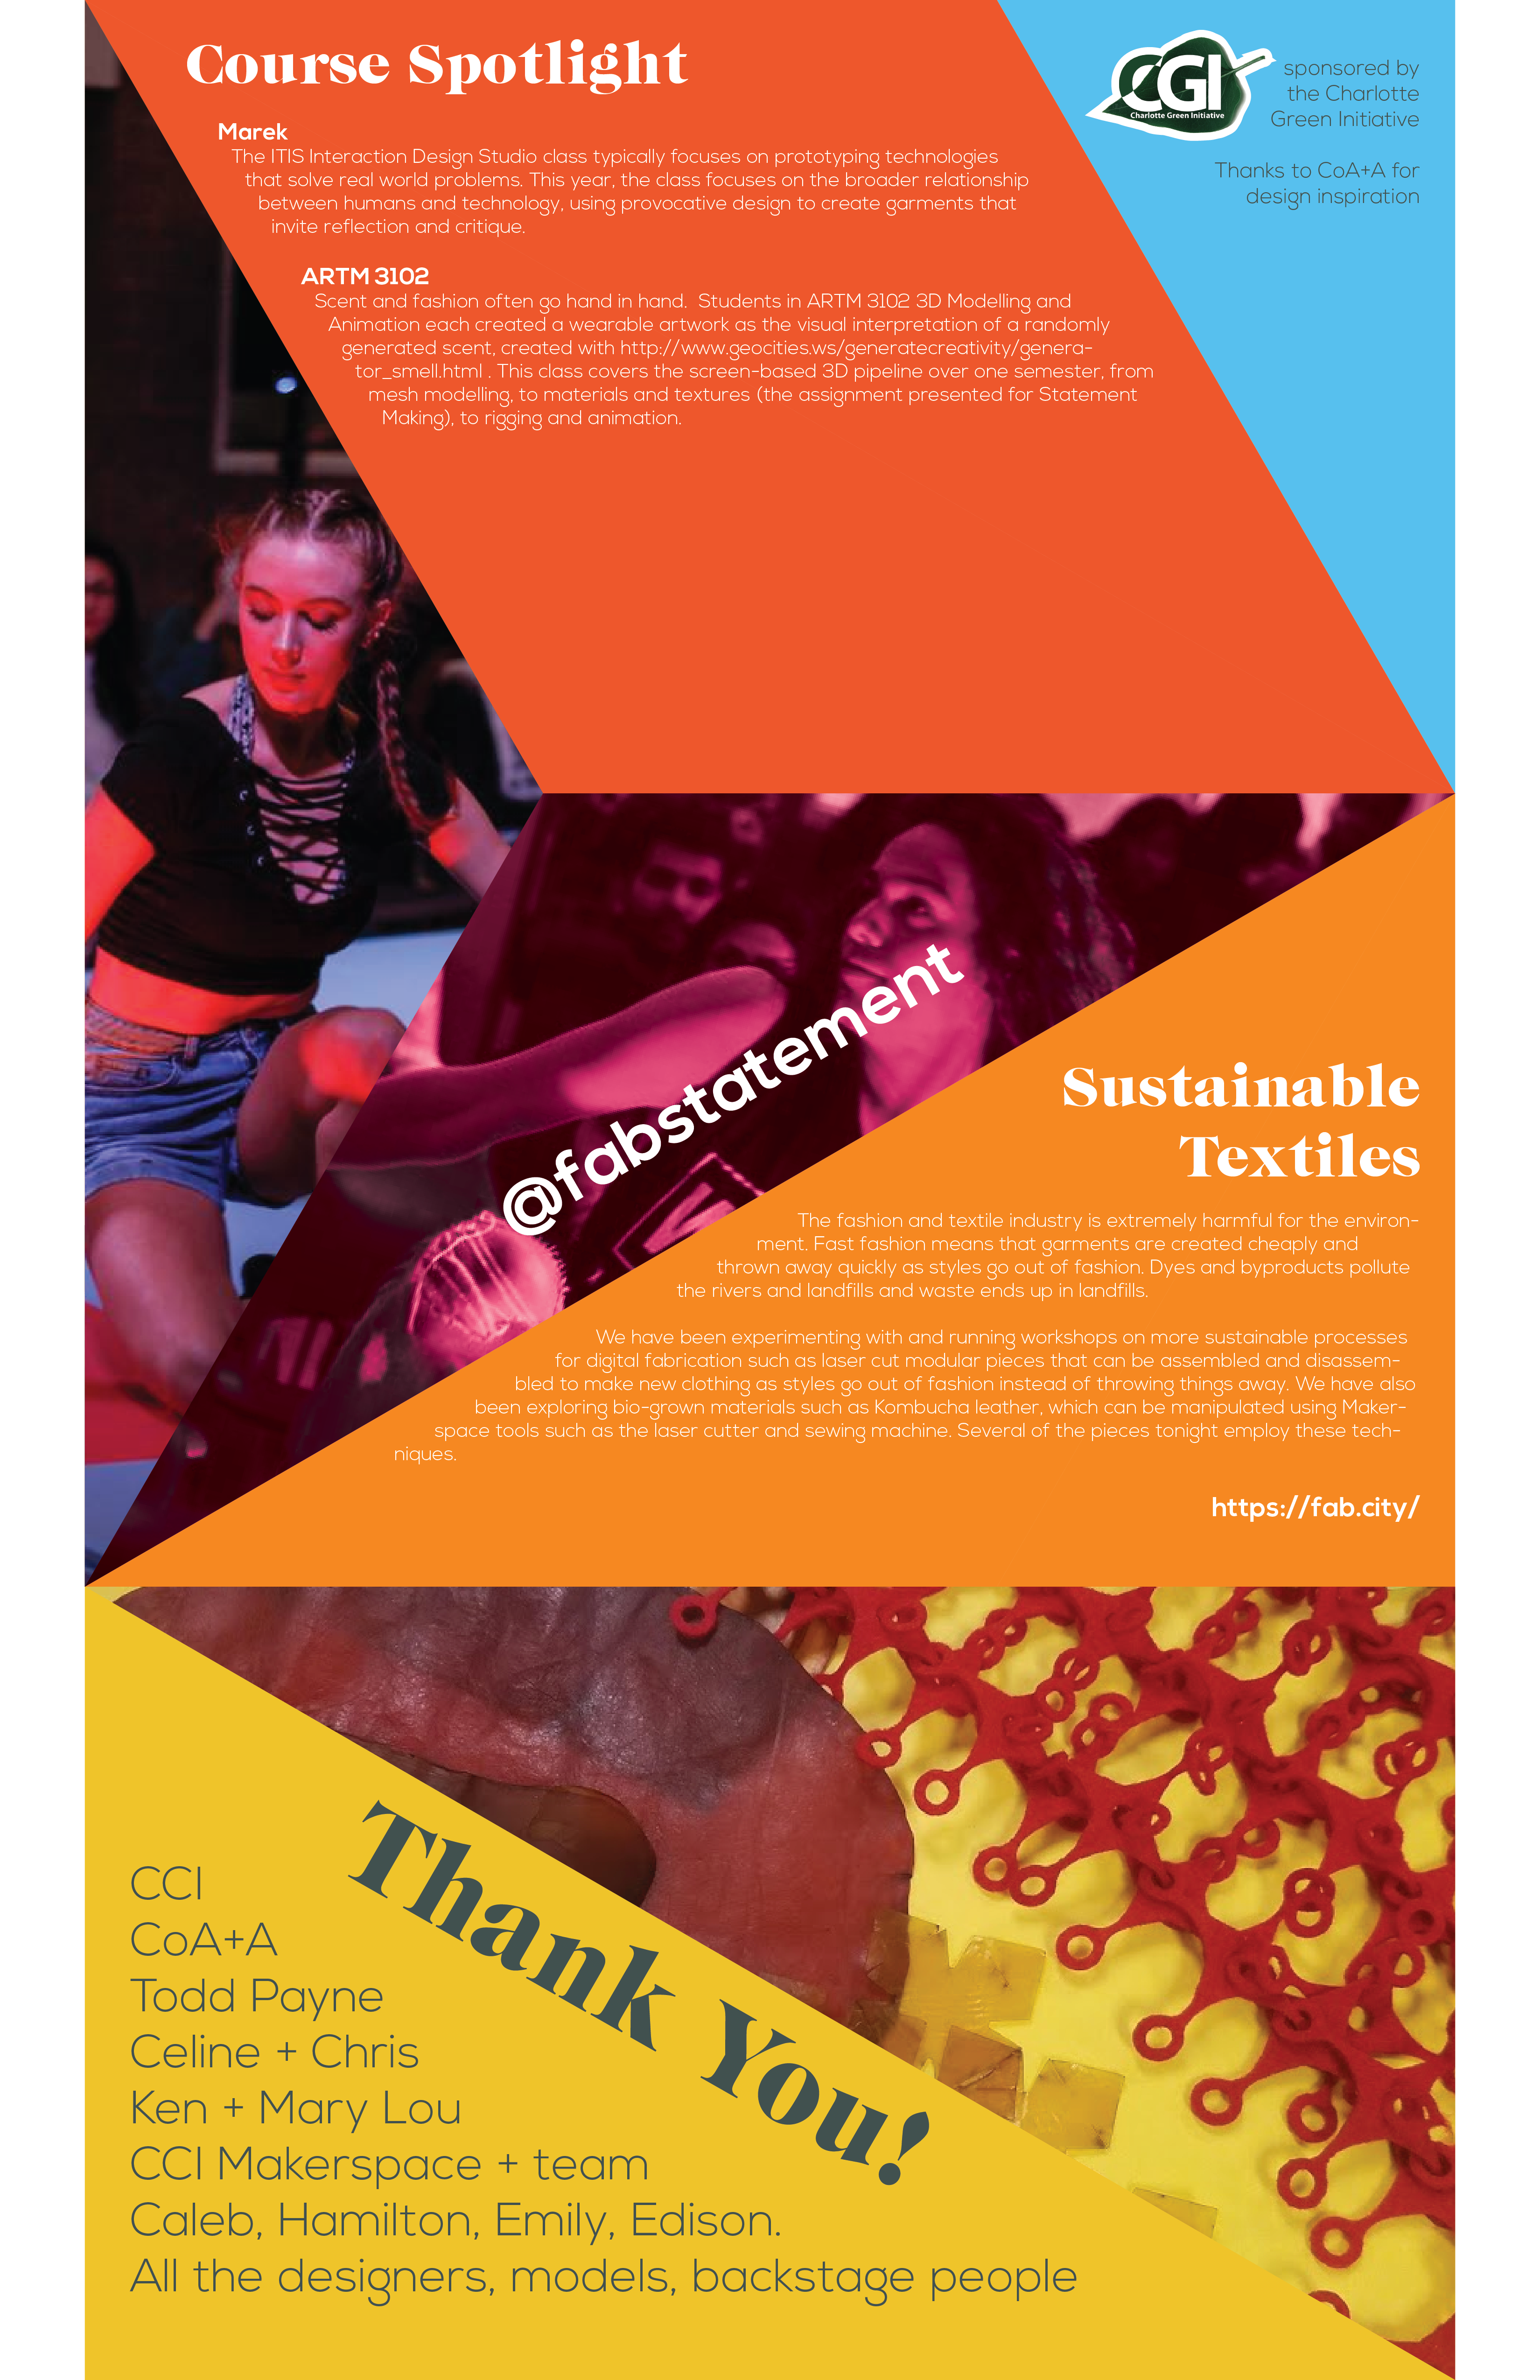 Course Spotlight
Marek
The ITIS Interaction Design Studio class typically focuses on prototyping technologies
that solve real world problems. This year, the class focuses on the broader relationship
between humans and technology, using provocative design to create garments that
invite reflection and critique.
ARTM 3102
Scent and fashion often go hand in hand.  Students in ARTM 3102 3D Modelling and
Animation each created a wearable artwork as the visual interpretation of a randomly
generated scent, created with http://www.geocities.ws/generatecreativity/genera-
tor_smell.html . This class covers the screen-based 3D pipeline over one semester, from
mesh modelling, to materials and textures (the assignment presented for Statement
Making), to rigging and animation.
CGI
Charlotte Green Initiative
sponsored by
the Charlotte
Green Initiative
Thanks to CoA+A for
design inspiration
@fabstatement
Sustainable
Textiles
The fashion and textile industry is extremely harmful for the environ-
ment. Fast fashion means that garments are created cheaply and
thrown away quickly as styles go out of fashion. Dyes and byproducts pollute
the rivers and landfills and waste ends up in landfills.
We have been experimenting with and running workshops on more sustainable processes
for digital fabrication such as laser cut modular pieces that can be assembled and disassem-
bled to make new clothing as styles go out of fashion instead of throwing things away. We have also
been exploring bio-grown materials such as Kombucha leather, which can be manipulated using Maker-
space tools such as the laser cutter and sewing machine. Several of the pieces tonight employ these tech-
niques.
https://fab.city/
Thank You!
CCI
CoA+A
Todd Payne
Celine + Chris
Ken + Mary Lou
CCI Makerspace + team
Caleb, Hamilton, Emily, Edison.
All the designers, models, backstage people